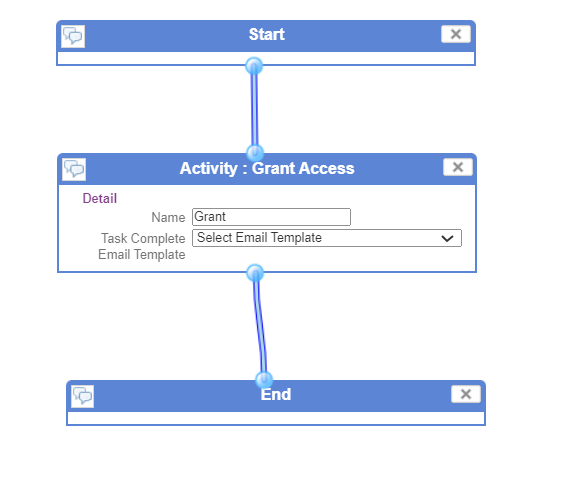 Start
Activity : Grant Access
Detail
Name Grant
Task Complete Select Email Template
Email Template
End